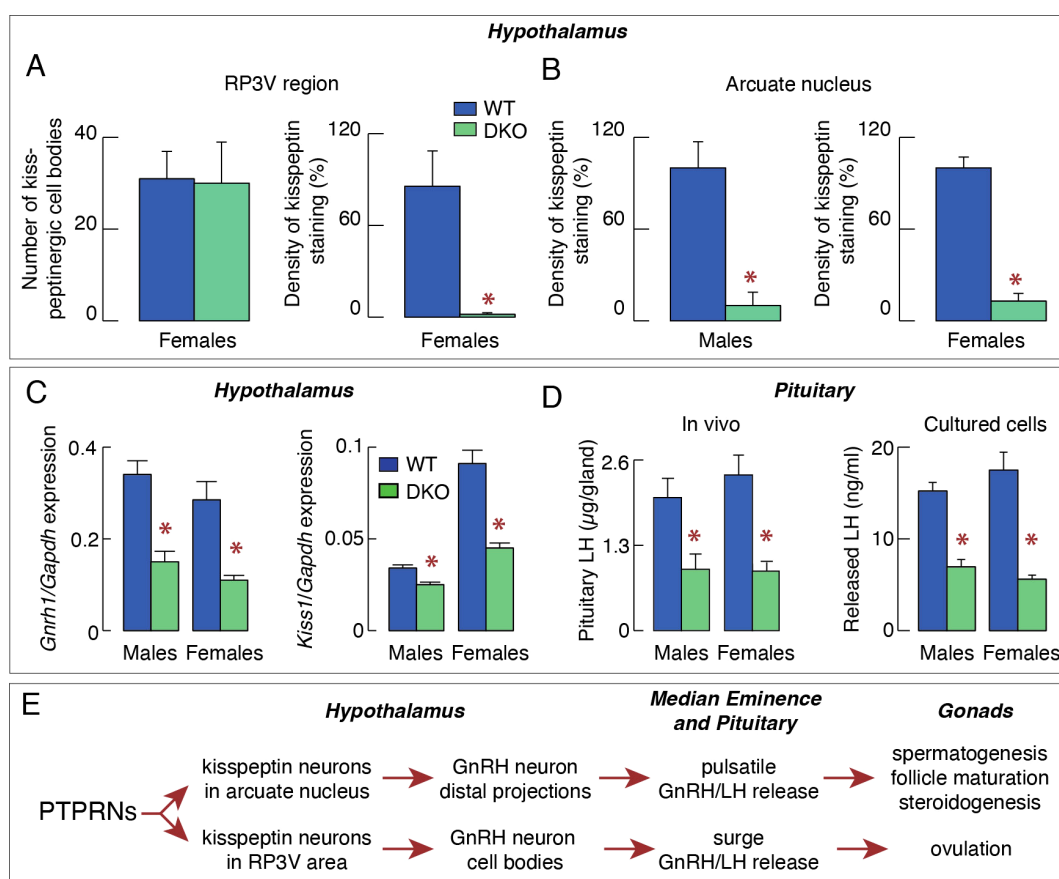 Hypothalamus
A
RP3V region
WT
DKO
Number of kiss-
peptinergic cell bodies
40
20
0
Females
Density of kisspeptin
staining (%)
120
60
0
*
Females
B
Arcuate nucleus
Density of kisspeptin
staining (%)
120
60
0
*
Males
Density of kisspeptin
staining (%)
120
60
0
*
Females
C
Hypothalamus
Gnrh1/Gapdh expression
0.4
0.2
0
*
*
Males Females
Kiss1/Gapdh expression
0.1
0.05
0
WT
DKO
*
*
Males Females
D
Pituitary
In vivo
Pituitary LH (µg/gland)
2.6
1.3
0
*
*
Males Females
Cultured cells
Released LH (ng/ml)
20
10
0
*
*
Males Females
E
Hypothalamus
Median Eminence
and Pituitary
Gonads
PTPRNs
kisspeptin neurons
in arcuate nucleus
GnRH neuron
distal projections
pulsatile
GnRH/LH release
spermatogenesis
follicle maturation
steroidogenesis
kisspeptin neurons
in RP3V area
GnRH neuron
cell bodies
surge
GnRH/LH release
ovulation